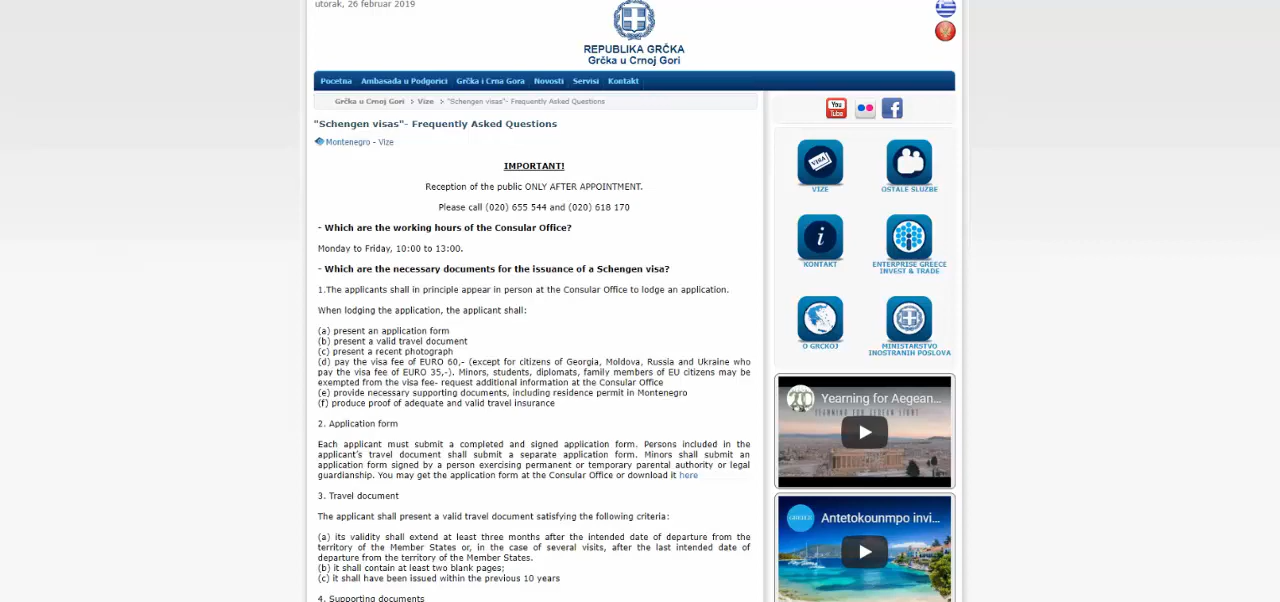 utorak, 26 februar 2019
REPUBLIKA GRČKA
Grčka u Crnoj Gori
Pocetna Ambasada u Podgorici Grčka i Crna Gora Novosti Servisi Kontakt
Grčka u Crnoj Gori > Vize > "Schengen visas"- Frequently Asked Questions
"Schengen visas"- Frequently Asked Questions
Montenegro - Vize
IMPORTANT!
Reception of the public ONLY AFTER APPOINTMENT.
Please call (020) 655 544 and (020) 618 170
- Which are the working hours of the Consular Office?
Monday to Friday, 10:00 to 13:00.
- Which are the necessary documents for the issuance of a Schengen visa?
1.The applicants shall in principle appear in person at the Consular Office to lodge an application.
When lodging the application, the applicant shall:
(a) present an application form
(b) present a valid travel document
(c) present a recent photograph
(d) pay the visa fee of EURO 60,- (except for citizens of Georgia, Moldova, Russia and Ukraine who
pay the visa fee of EURO 35,-). Minors, students, diplomats, family members of EU citizens may be
exempted from the visa fee- request additional information at the Consular Office
(e) provide necessary supporting documents, including residence permit in Montenegro
(f) produce proof of adequate and valid travel insurance
2. Application form
Each applicant must submit a completed and signed application form. Persons included in the
applicant's travel document shall submit a separate application form. Minors shall submit an
application form signed by a person exercising permanent or temporary parental authority or legal
guardianship. You may get the application form at the Consular Office or download it here
3. Travel document
The applicant shall present a valid travel document satisfying the following criteria:
(a) its validity shall extend at least three months after the intended date of departure from the
territory of the Member States or, in the case of several visits, after the last intended date of
departure from the territory of the Member States.
(b) it shall contain at least two blank pages;
(c) it shall have been issued within the previous 10 years
4. Supporting documents
You
Tube
VISA
VIZE
OSTALE SLUŽBE
i
KONTAKT
ENTERPRISE GREECE
INVEST & TRADE
O GRCKOJ
MINISTARSTVO
INOSTRANIH POSLOVA
Yearning for Aegean...
YEARNING FOR AEGEAN LIGHT
GREECE
Antetokounmpo invi...